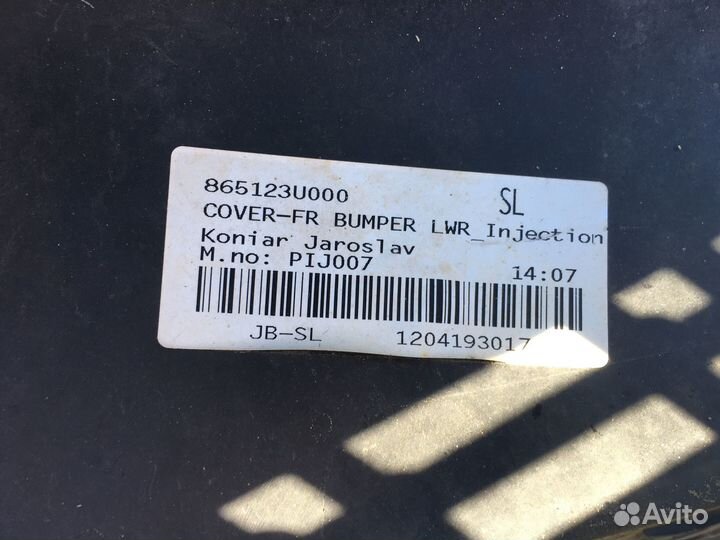 865123U000 SL
COVER-FR BUMPER LWR_Injection
Koniar Jaroslav
M.no: PIJ007 14:07
JB-SL 1204193017
Avito